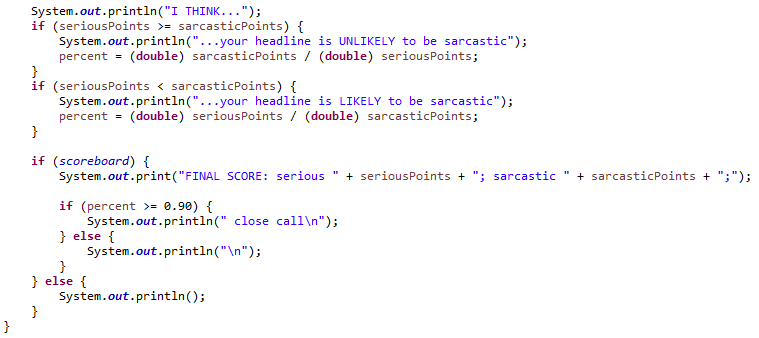 System.out.println("I THINK...");
if (seriousPoints >= sarcasticPoints) {
System.out.println("...your headline is UNLIKELY to be sarcastic");
percent = (double) sarcasticPoints / (double) seriousPoints;
}
if (seriousPoints < sarcasticPoints) {
System.out.println("...your headline is LIKELY to be sarcastic");
percent = (double) seriousPoints / (double) sarcasticPoints;
}
if (scoreboard) {
System.out.print("FINAL SCORE: serious " + seriousPoints + "; sarcastic " + sarcasticPoints + ";");
if (percent >= 0.90) {
System.out.println(" close call\n");
} else {
System.out.println("\n");
}
} else {
System.out.println();
}
}